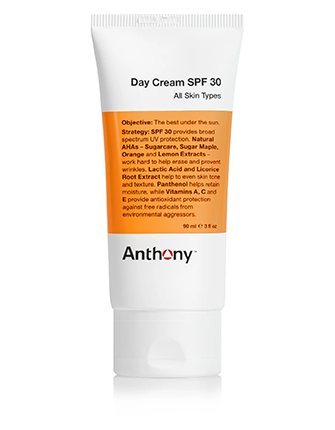 Day Cream SPF 30
All Skin Types
Objective: The best under the sun.
Strategy: SPF 30 provides broad
spectrum UV protection. Natural
AHAs – Sugarcare, Sugar Maple,
Orange and Lemon Extracts –
work hard to help erase and prevent
wrinkles. Lactic Acid and Licorice
Root Extract help to even skin tone
and texture. Panthenol helps retain
moisture, while Vitamins A, C and
E provide antioxidant protection
against free radicals from
environmental aggressors.
90 ml e 3 fl oz
Anthony™